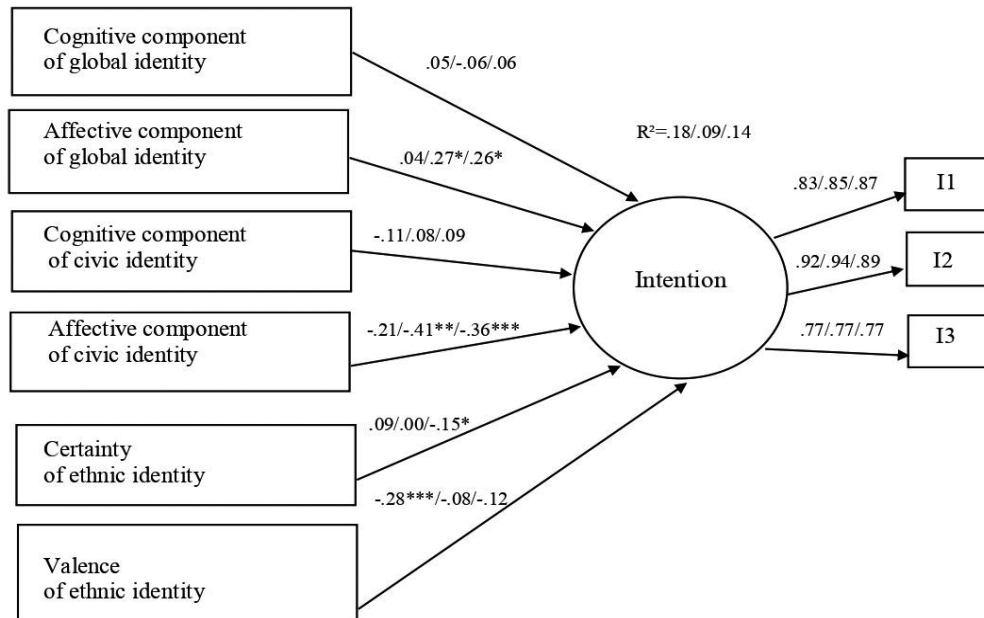 Cognitive component
of global identity
.05/-.06/.06
Affective component
of global identity
R²=.18/.09/.14
.04/.27*/.26*
.83/.85/.87
I1
Cognitive component
of civic identity
-.11/.08/.09
Intention
.92/.94/.89
I2
Affective component
of civic identity
-.21/-.41**/-.36***
.77/.77/.77
I3
Certainty
of ethnic identity
.09/.00/-.15*
-.28***/-.08/-.12
Valence
of ethnic identity